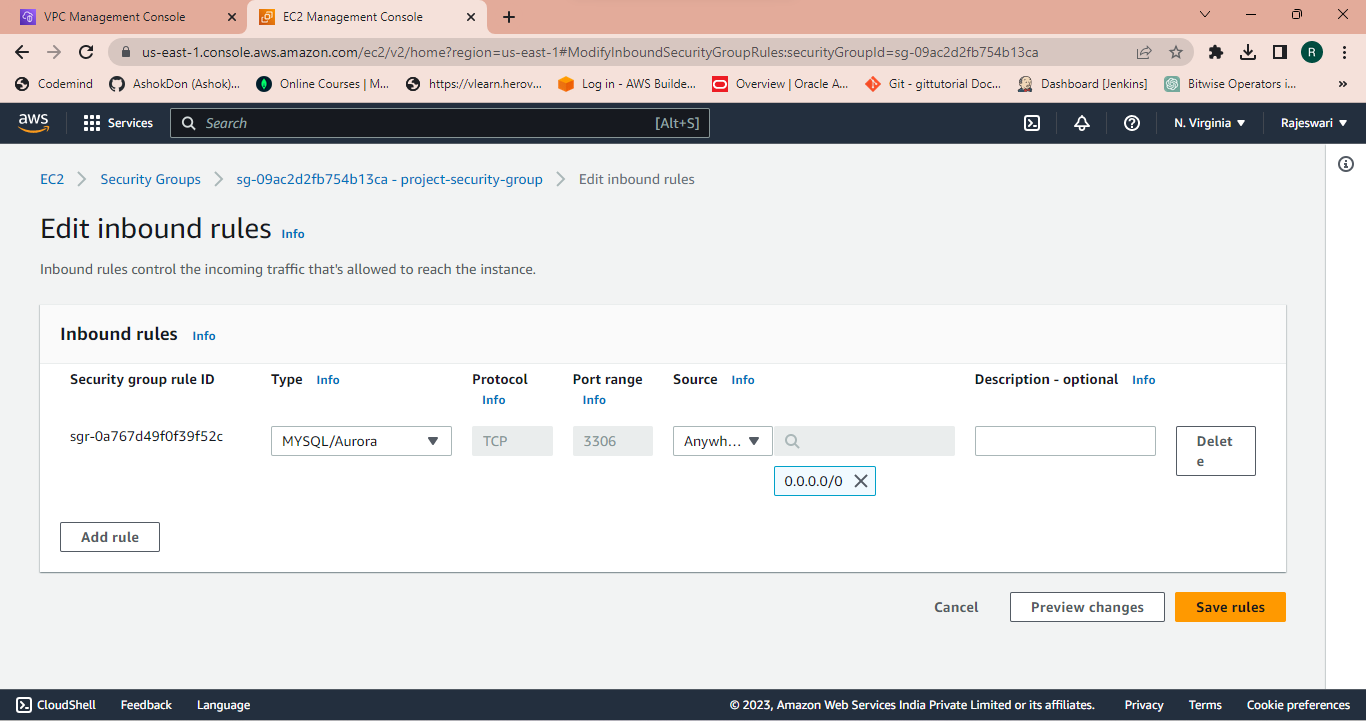 VPC Management Console
EC2 Management Console
us-east-1.console.aws.amazon.com/ec2/v2/home?region=us-east-1#ModifyInboundSecurityGroupRules:securityGroupId=sg-09ac2d2fb754b13ca
R
Codemind
AshokDon (Ashok)...
Online Courses | M...
https://vlearn.herov...
Log in - AWS Builde...
Overview | Oracle A...
Git - gittutorial Doc...
Dashboard [Jenkins]
Bitwise Operators i...
»
aws
Services
Search
[Alt+S]
N. Virginia
Rajeswari
EC2
Security Groups
sg-09ac2d2fb754b13ca - project-security-group
Edit inbound rules
Edit inbound rules Info
Inbound rules control the incoming traffic that's allowed to reach the instance.
Inbound rules Info
Security group rule ID
Type Info
Protocol
Info
Port range
Info
Source Info
Description - optional Info
sgr-0a767d49f0f39f52c
MYSQL/Aurora
TCP
3306
Anywh...
0.0.0.0/0
Delet
e
Add rule
Cancel
Preview changes
Save rules
CloudShell
Feedback
Language
© 2023, Amazon Web Services India Private Limited or its affiliates.
Privacy
Terms
Cookie preferences